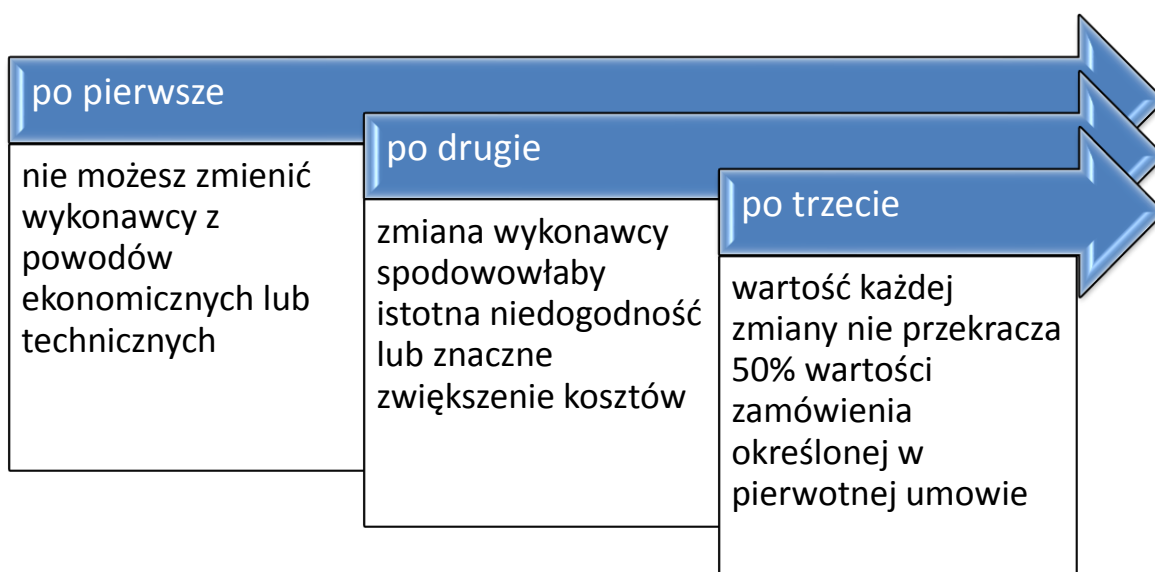 po pierwsze
nie możesz zmienić
wykonawcy z
powodów
ekonomicznych lub
technicznych
po drugie
zmiana wykonawcy
spodowowłaby
istotna niedogodność
lub znaczne
zwiększenie kosztów
po trzecie
wartość każdej
zmiany nie przekracza
50% wartości
zamówienia
określonej w
pierwotnej umowie